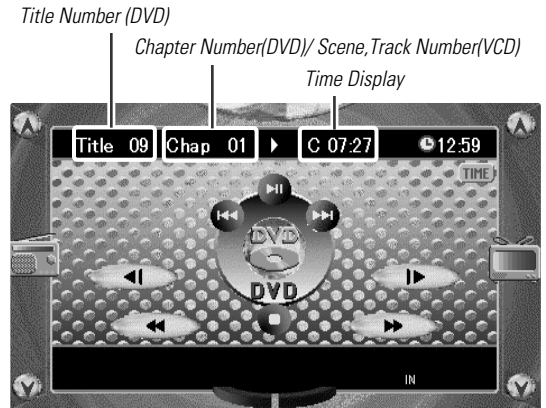 Title Number (DVD)
Chapter Number(DVD)/ Scene,Track Number(VCD)
Time Display
Title 09 Chap 01 C 07:27 12:59
TIME
DVD
DVD
IN